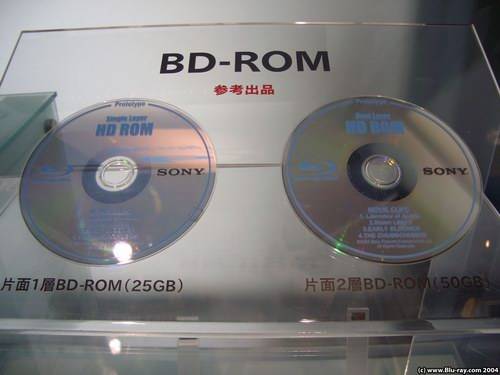 BD-ROM
参考出品
Prototype
Single Layer
HD ROM
SONY
Prototype
Dual Layer
HD ROM
SONY
MOVIE CLIPS
片面1層BD-ROM(25GB)
片面2層BD-ROM(50GB)
(c) www.Blu-ray.com 2004